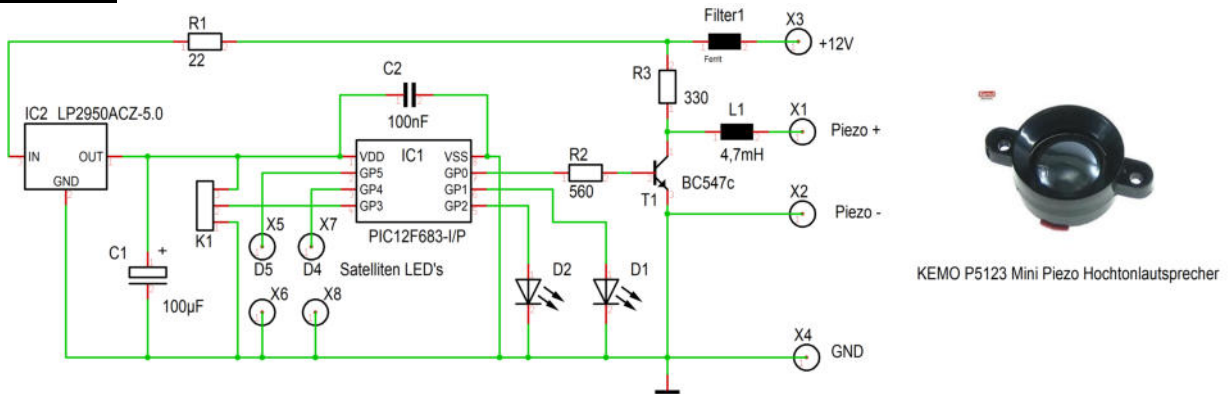 R1
22
Filter1
Ferrit
X3
+12V
C2
100nF
R3
330
IC2 LP2950ACZ-5.0
IN OUT
GND
L1
4,7mH
X1
Piezo +
IC1
VDD VSS
GP5 GP0
GP4 GP1
GP3 GP2
PIC12F683-I/P
R2
560
BC547c
T1
X2
Piezo -
K1
X5 X7
D5 D4
Satelliten LED's
C1
+
100µF
X6 X8
D2 D1
X4
GND
KEMO P5123 Mini Piezo Hochtonlautsprecher